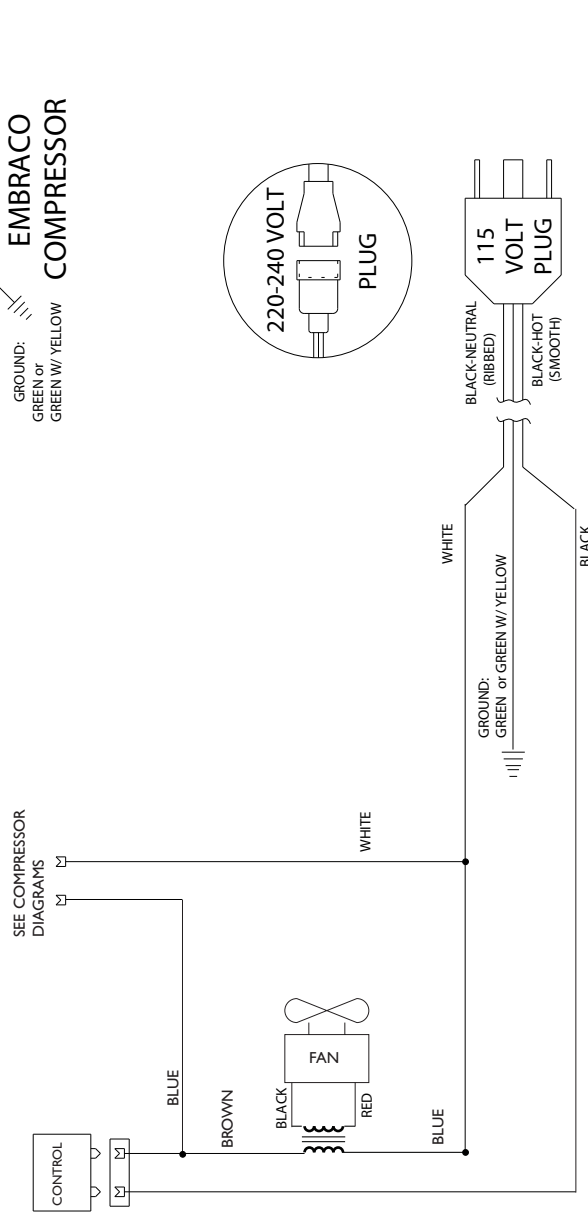 EMBRACO
COMPRESSOR
GROUND:
GREEN or
GREEN W/ YELLOW
220-240 VOLT
PLUG
115
VOLT
PLUG
BLACK-NEUTRAL
(RIBBED)
BLACK-HOT
(SMOOTH)
WHITE
GROUND:
GREEN or GREEN W/ YELLOW
BLACK
SEE COMPRESSOR
DIAGRAMS
WHITE
CONTROL
BLUE
BROWN
BLACK
FAN
RED
BLUE